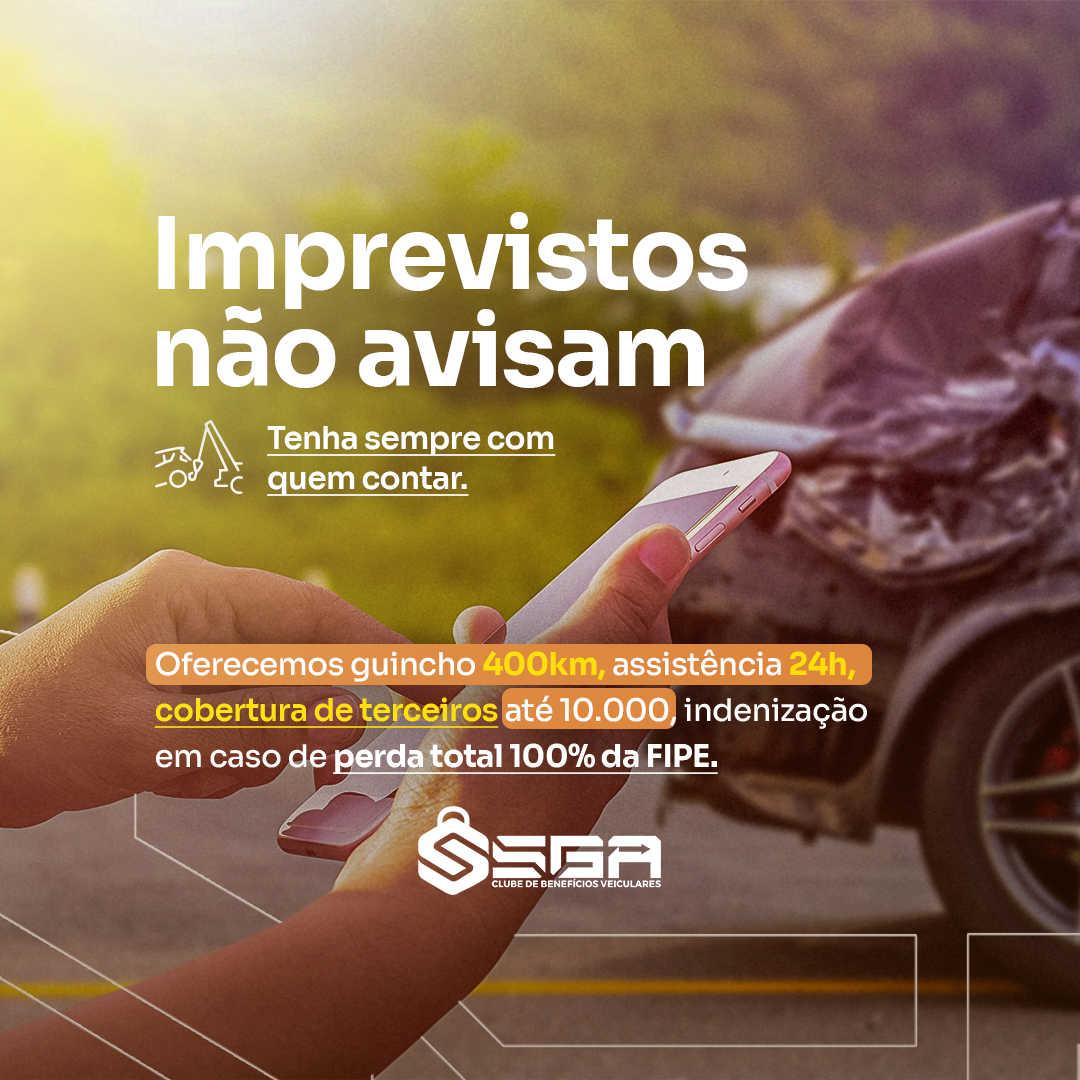 Imprevistos
não avisam
Tenha sempre com
quem contar.
Oferecemos guincho 400km, assistência 24h,
cobertura de terceiros até 10.000, indenização
em caso de perda total 100% da FIPE.
SGA
CLUBE DE BENEFÍCIOS VEICULARES